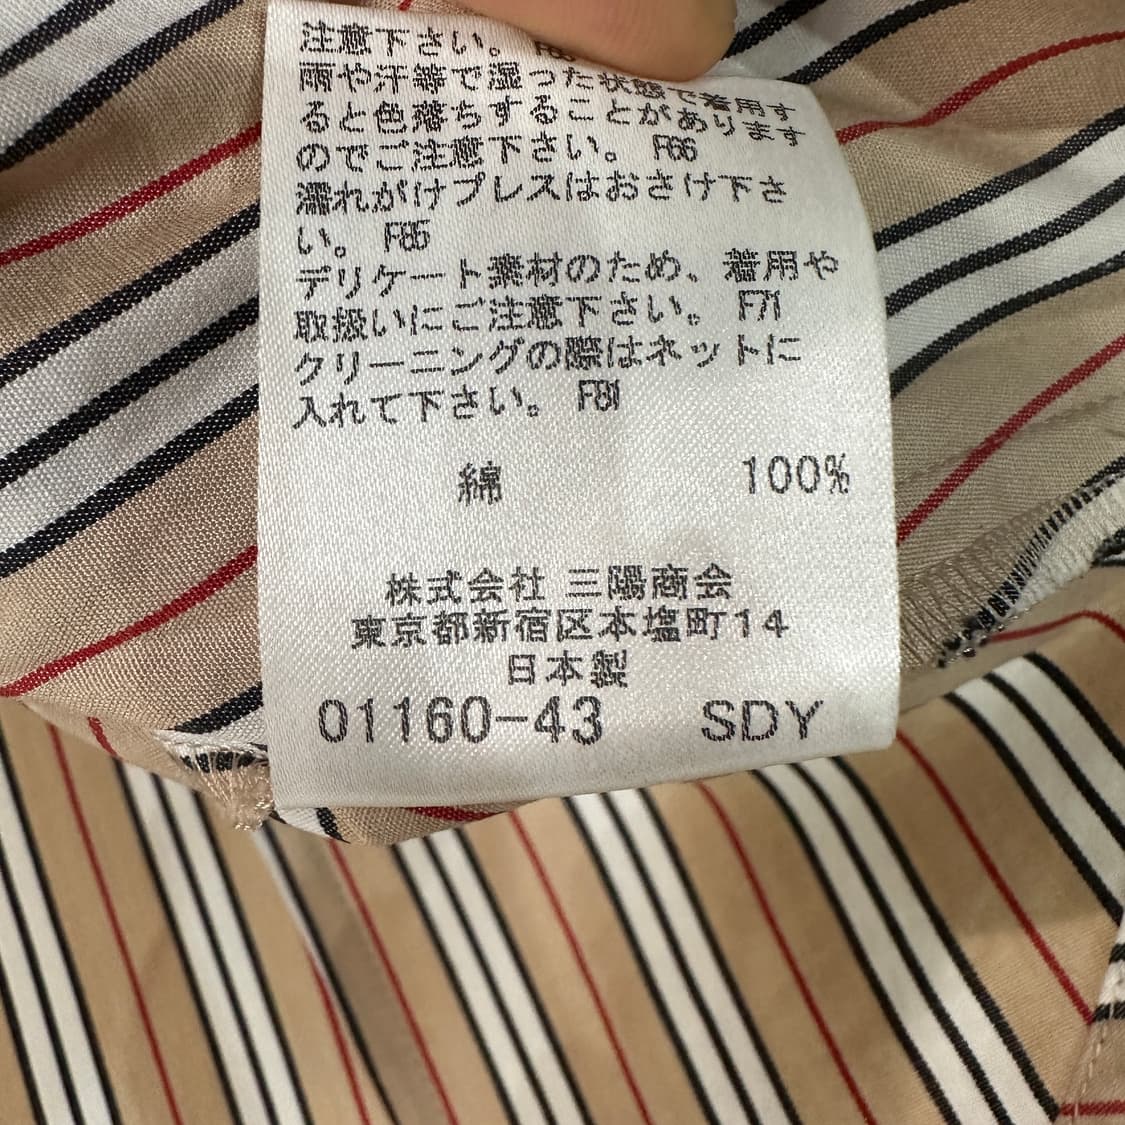 注意下さい。
雨や汗等で湿った状態で着用す
ると色落ちすることがあります
のでご注意下さい。 F66
濡れがけプレスはおさけ下さ
い。 F85
デリケート素材のため、着用や
取扱いにご注意下さい。 F71
クリーニングの際はネットに
入れて下さい。 F81
綿 100%
株式会社 三陽商会
東京都新宿区本塩町14
日本製
01160-43 SDY